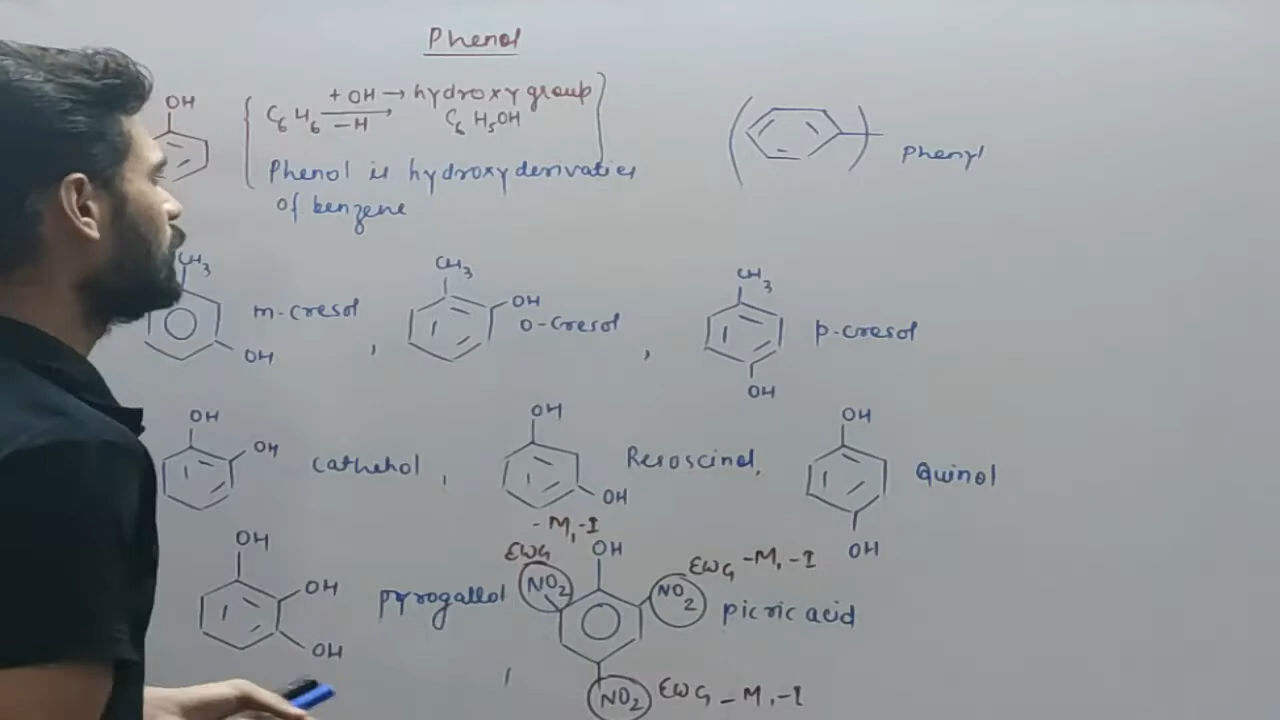 Phenol
OH
C6H6 + OH → hydroxy group
- H C6H5OH
Phenol is hydroxy derivaties
of benzene
Phenyl
CH3
OH
m-cresol ,
CH3
OH
o-cresol ,
CH3
OH
p-cresol
OH
OH
Cathehol ,
OH
OH
Resoscinol,
OH
OH
Quinol
OH
OH
OH
pyrogallol ,
-M,-I
EWG
NO2
OH
EWG -M,-I
NO2
picric acid
NO2
EWG -M,-I